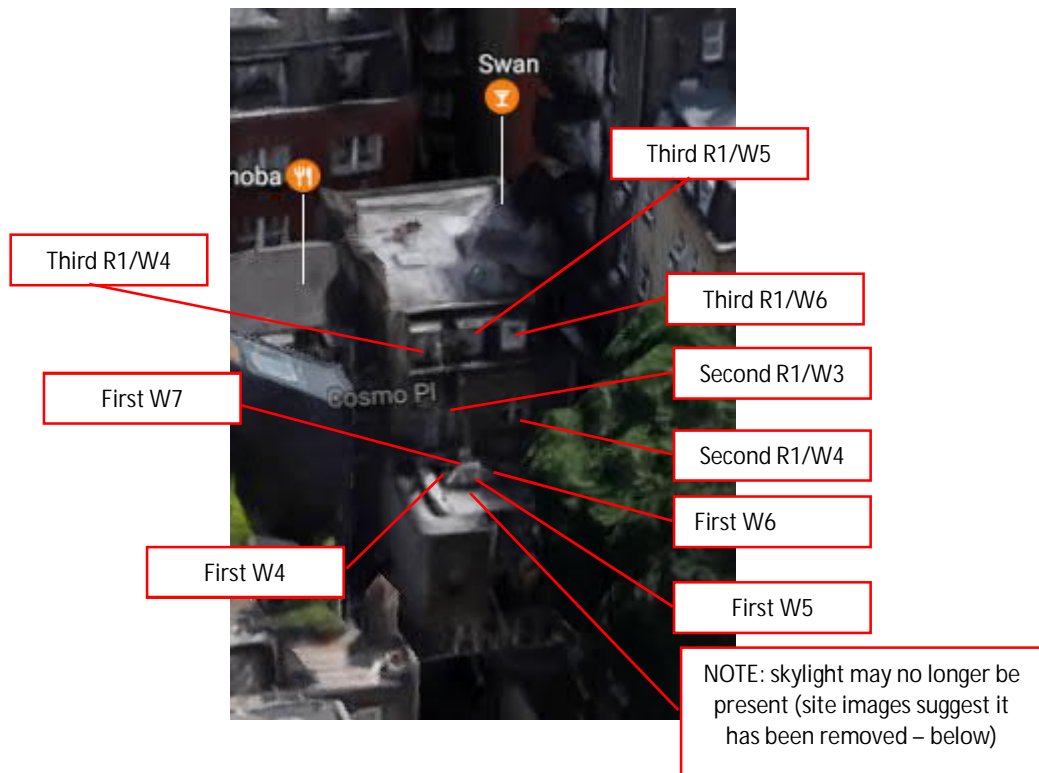 Swan
noba
Third R1/W5
Third R1/W4
Third R1/W6
Second R1/W3
First W7
Cosmo Pl
Second R1/W4
First W6
First W4
First W5
NOTE: skylight may no longer be
present (site images suggest it
has been removed – below)